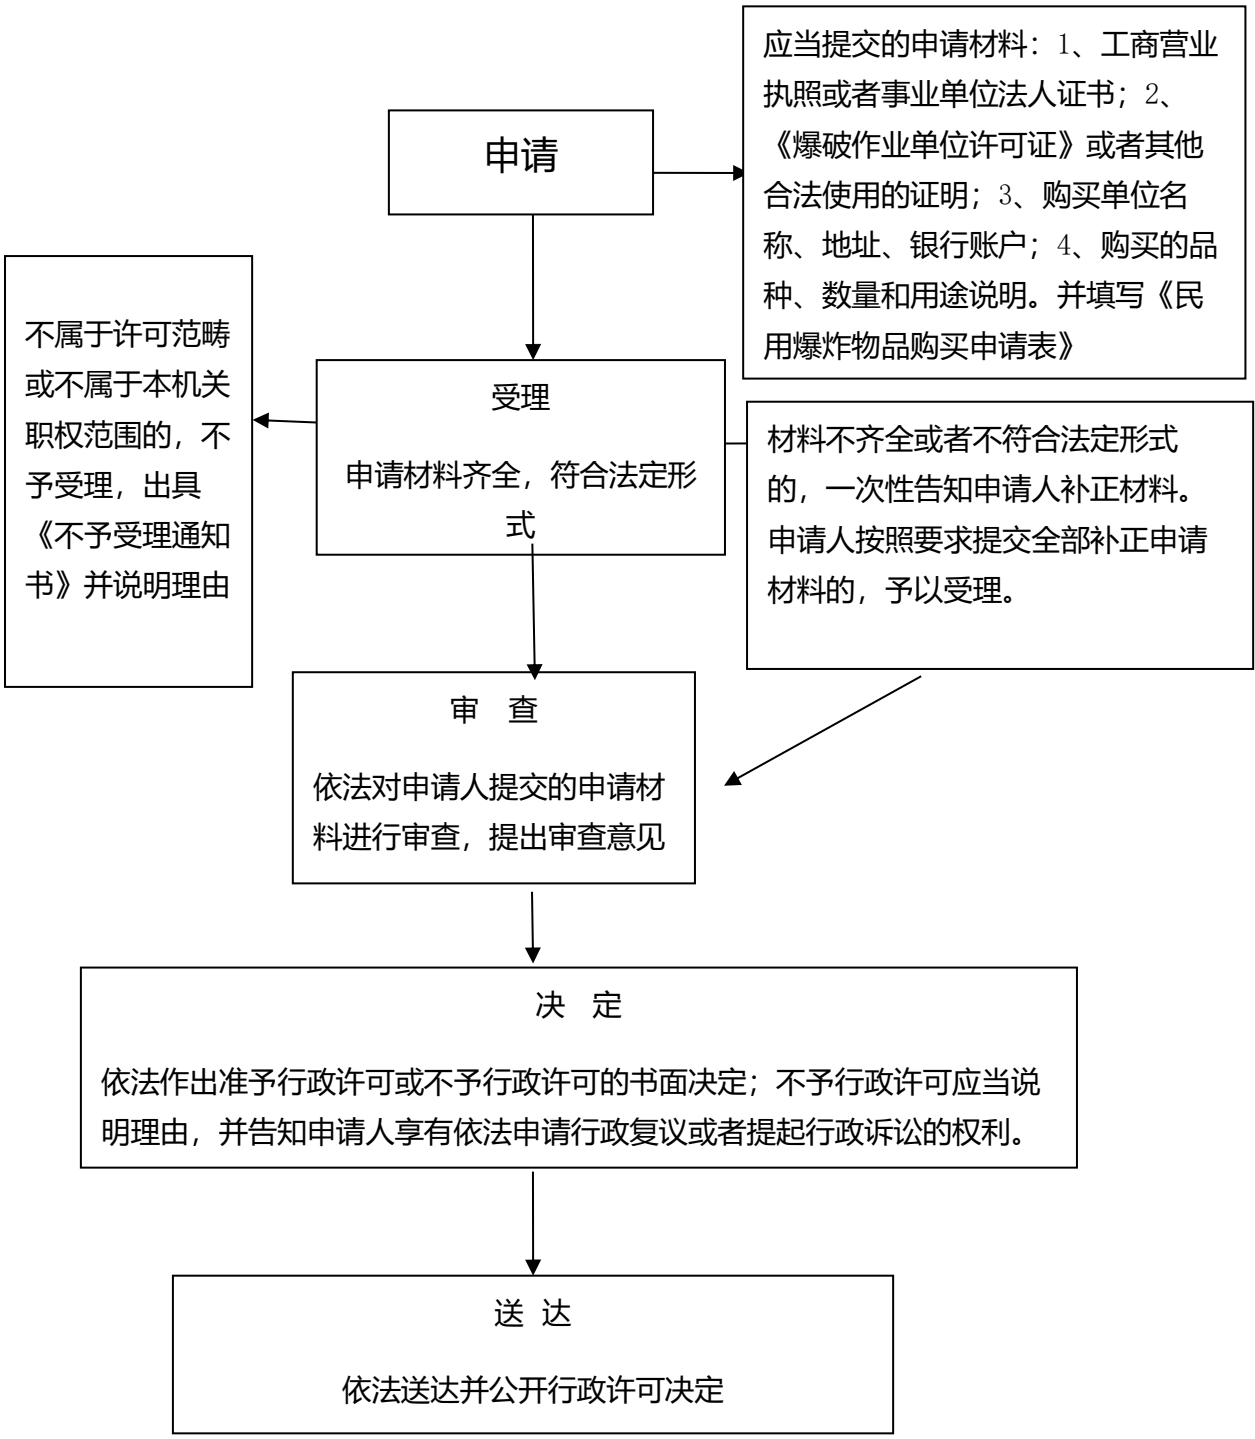 申请
应当提交的申请材料：1、工商营业
执照或者事业单位法人证书；2、
《爆破作业单位许可证》或者其他
合法使用的证明；3、购买单位名
称、地址、银行账户；4、购买的品
种、数量和用途说明。并填写《民
用爆炸物品购买申请表》
不属于许可范畴
或不属于本机关
职权范围的，不
予受理，出具
《不予受理通知
书》并说明理由
受理
申请材料齐全，符合法定形
式
材料不齐全或者不符合法定形式
的，一次性告知申请人补正材料。
申请人按照要求提交全部补正申请
材料的，予以受理。
审 查
依法对申请人提交的申请材
料进行审查，提出审查意见
决 定
依法作出准予行政许可或不予行政许可的书面决定；不予行政许可应当说
明理由，并告知申请人享有依法申请行政复议或者提起行政诉讼的权利。
送 达
依法送达并公开行政许可决定